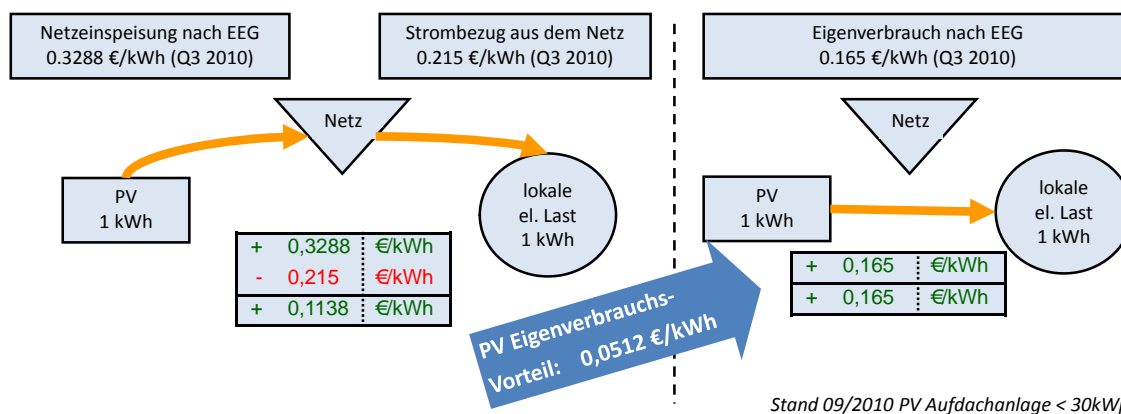 Netzeinspeisung nach EEG
0.3288 €/kWh (Q3 2010)
Strombezug aus dem Netz
0.215 €/kWh (Q3 2010)
Netz
PV
1 kWh
lokale
el. Last
1 kWh
+ 0,3288 €/kWh
- 0,215 €/kWh
+ 0,1138 €/kWh
PV Eigenverbrauchs-
Vorteil: 0,0512 €/kWh
Eigenverbrauch nach EEG
0.165 €/kWh (Q3 2010)
Netz
PV
1 kWh
lokale
el. Last
1 kWh
+ 0,165 €/kWh
+ 0,165 €/kWh
Stand 09/2010 PV Aufdachanlage < 30kWp